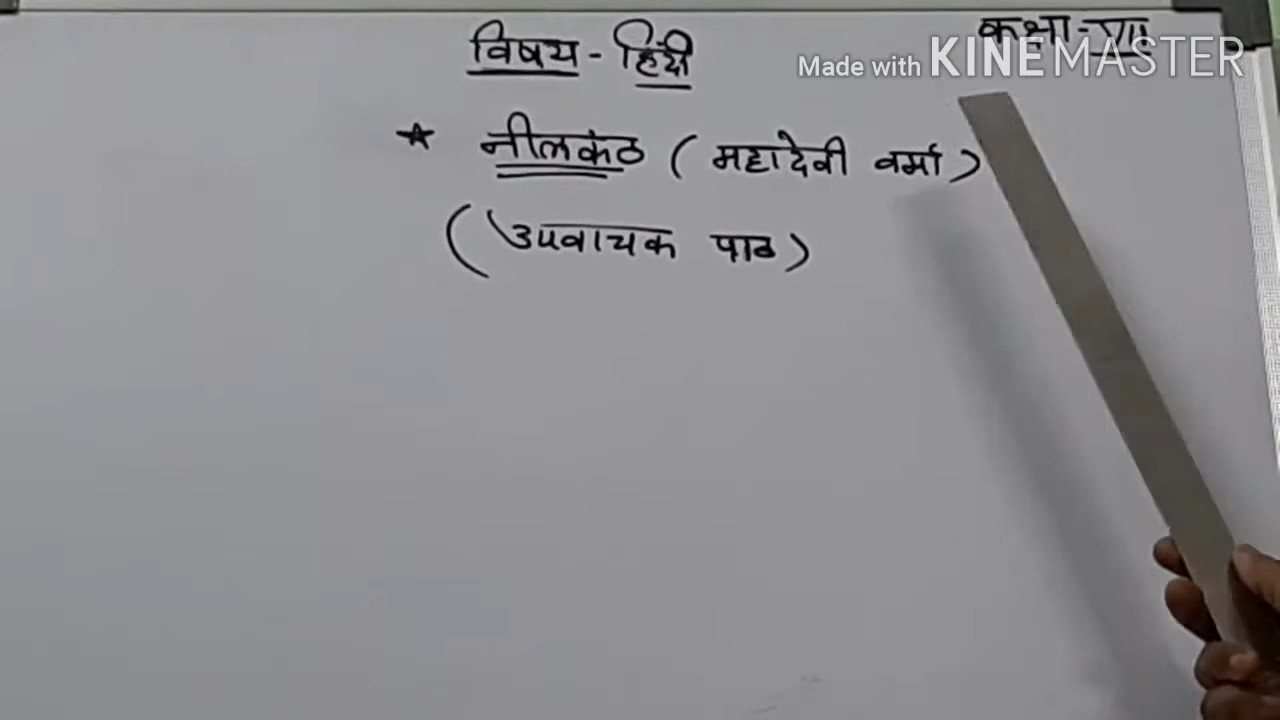 विषय - हिंदी
कक्षा - VII
Made with KINEMASTER
* नीलकंठ ( महादेवी वर्मा )
( उपवाचक पाठ )